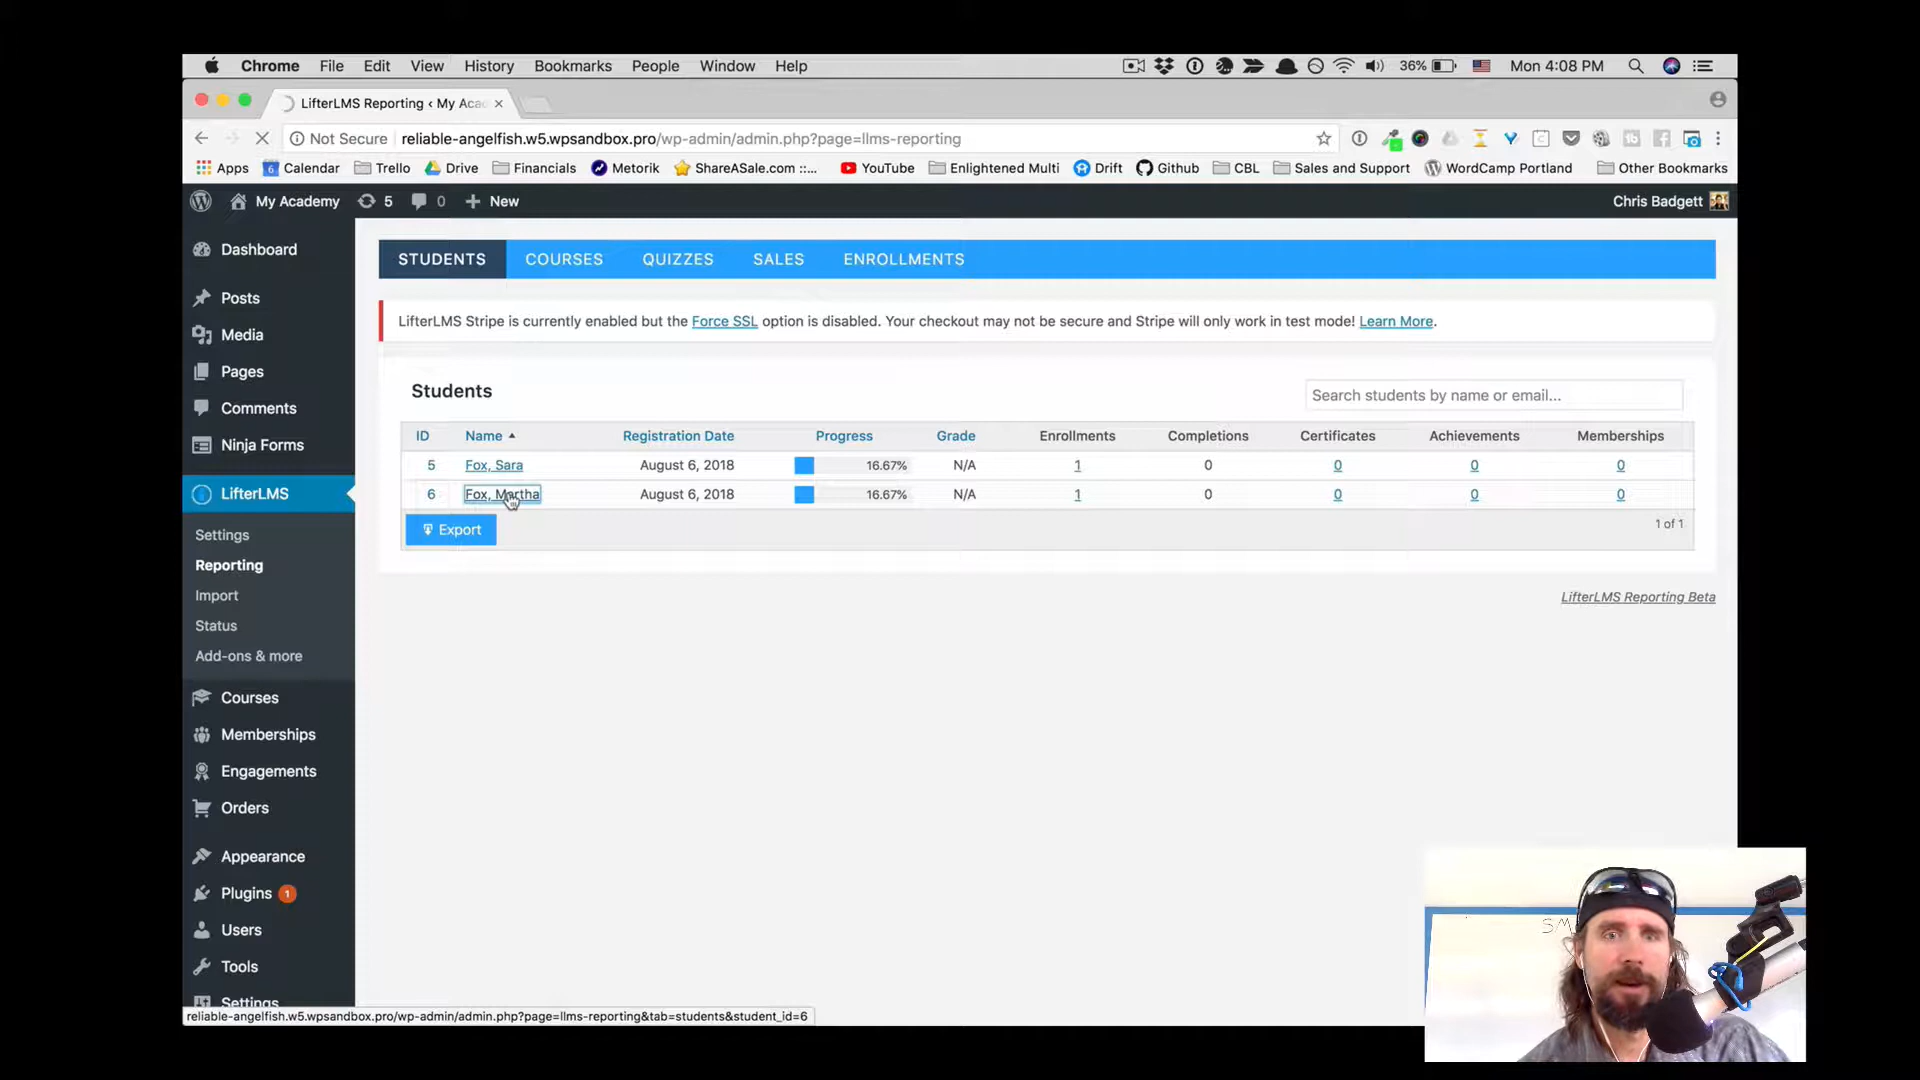 Chrome File Edit View History Bookmarks People Window Help 36% Mon 4:08 PM
LifterLMS Reporting ‹ My Aca
Not Secure reliable-angelfish.w5.wpsandbox.pro/wp-admin/admin.php?page=llms-reporting
Apps 6 Calendar Trello Drive Financials Metorik ShareASale.com ::... YouTube Enlightened Multi Drift Github CBL Sales and Support WordCamp Portland Other Bookmarks
My Academy 5 0 + New Chris Badgett
Dashboard
Posts
Media
Pages
Comments
Ninja Forms
LifterLMS
Settings
Reporting
Import
Status
Add-ons & more
Courses
Memberships
Engagements
Orders
Appearance
Plugins 1
Users
Tools
Settings
STUDENTS COURSES QUIZZES SALES ENROLLMENTS
LifterLMS Stripe is currently enabled but the Force SSL option is disabled. Your checkout may not be secure and Stripe will only work in test mode! Learn More.
Students Search students by name or email...
ID Name Registration Date Progress Grade Enrollments Completions Certificates Achievements Memberships
5 Fox, Sara August 6, 2018 16.67% N/A 1 0 0 0 0
6 Fox, Martha August 6, 2018 16.67% N/A 1 0 0 0 0
Export 1 of 1
LifterLMS Reporting Beta
reliable-angelfish.w5.wpsandbox.pro/wp-admin/admin.php?page=llms-reporting&tab=students&student_id=6